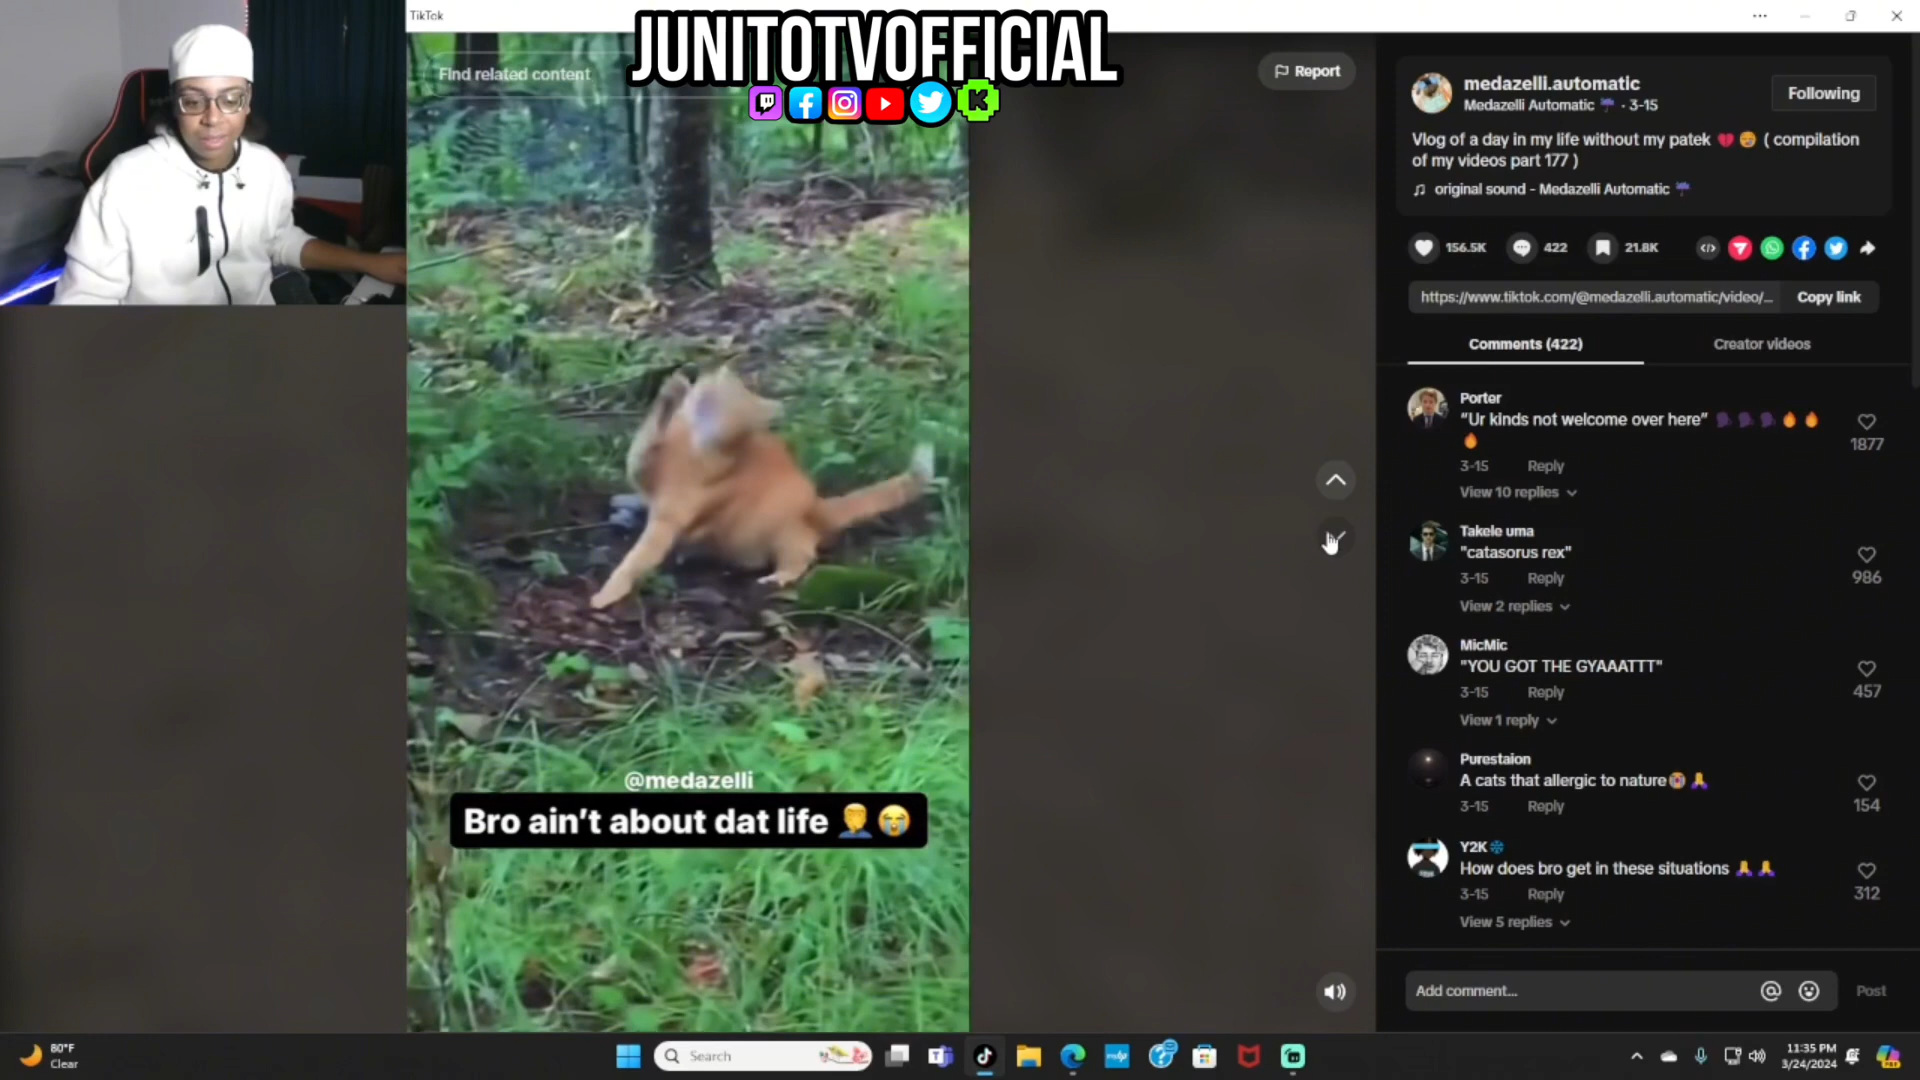 TikTok
JUNITOTVOFFICIAL
Find related content
Report
medazelli.automatic
Medazelli Automatic ☔ · 3-15
Following
Vlog of a day in my life without my patek 💔 😴 ( compilation
of my videos part 177 )
original sound - Medazelli Automatic ☔
156.5K
422
21.8K
https://www.tiktok.com/@medazelli.automatic/video/...
Copy link
Comments (422)
Creator videos
Porter
“Ur kinds not welcome over here” 🗣🗣🗣🔥🔥
🔥
1877
3-15 Reply
View 10 replies
Takele uma
"catasorus rex"
986
3-15 Reply
View 2 replies
MicMic
"YOU GOT THE GYAAATTT"
457
3-15 Reply
View 1 reply
Purestaion
A cats that allergic to nature😭🙏
154
3-15 Reply
Y2K❄
How does bro get in these situations 🙏🙏
312
3-15 Reply
View 5 replies
@medazelli
Bro ain’t about dat life 🤦‍♂️😭
Add comment...
Post
80°F
Clear
Search
11:35 PM
3/24/2024